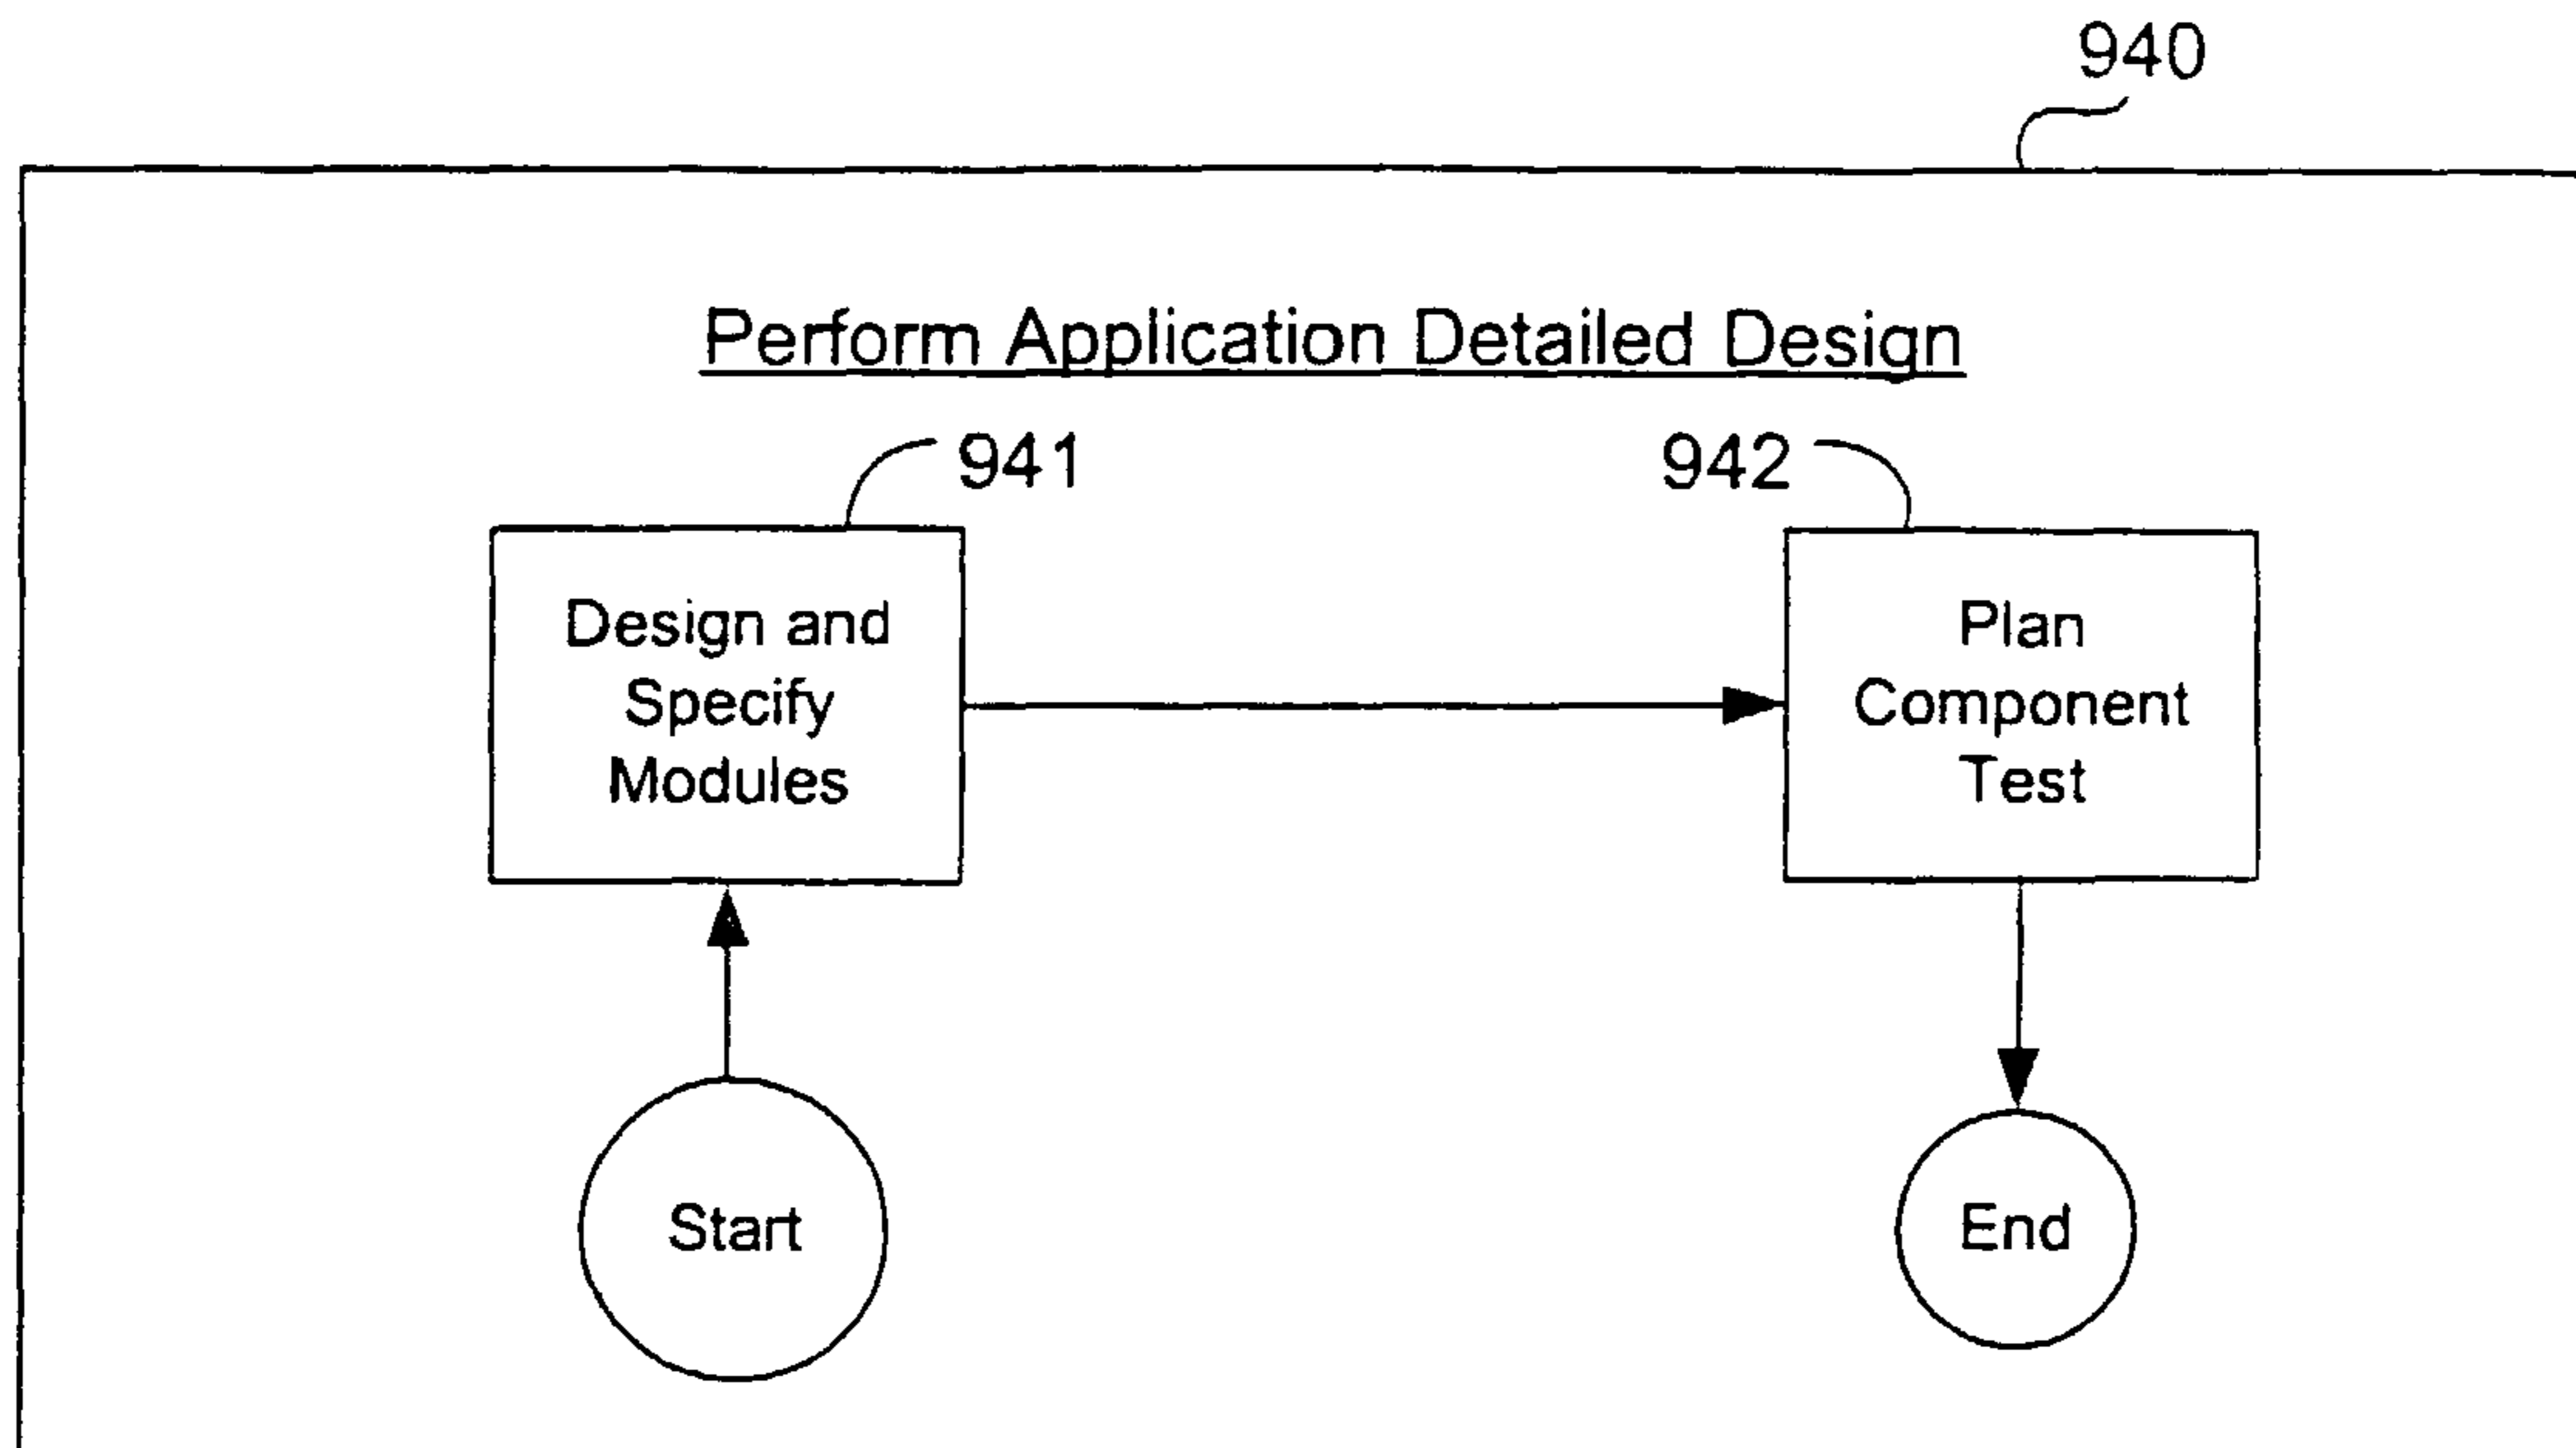 940
Perform Application Detailed Design
941
942
Design and
Specify
Modules
Plan
Component
Test
Start
End